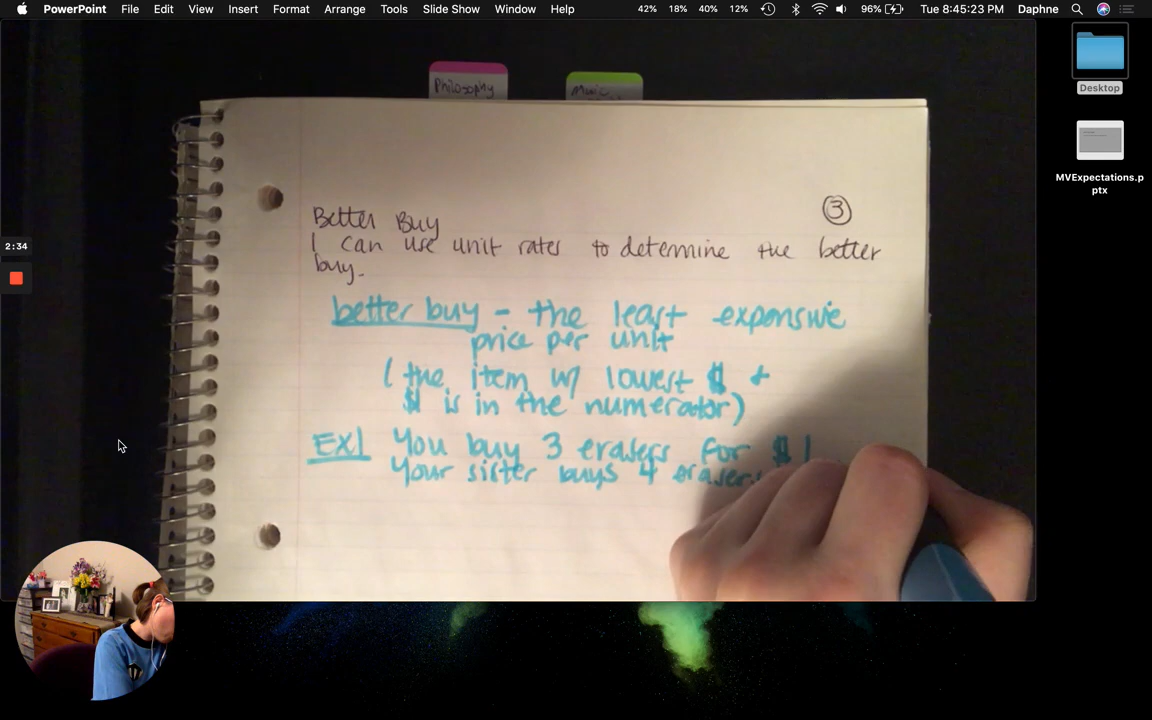 PowerPoint File Edit View Insert Format Arrange Tools Slide Show Window Help 42% 18% 40% 12% 96% Tue 8:45:23 PM Daphne
Desktop
MVExpectations.p
ptx
2:34
Philosophy
Music
Better Buy
3
I can use unit rates to determine the better
buy.
better buy - the least expensive
price per unit
(the item w/ lowest $ +
$ is in the numerator)
EX1 You buy 3 erasers for $1
Your sister buys 4 eraser